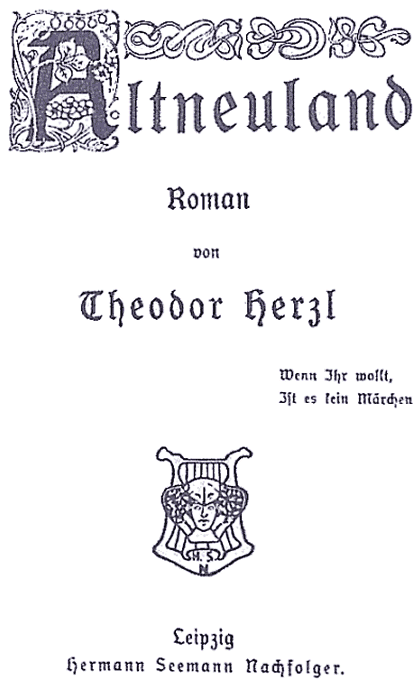 Altneuland
Roman
von
Theodor Herzl
Wenn Ihr wollt,
Ist es kein Märchen
H. S.
N.
Leipzig
Hermann Seemann Nachfolger.